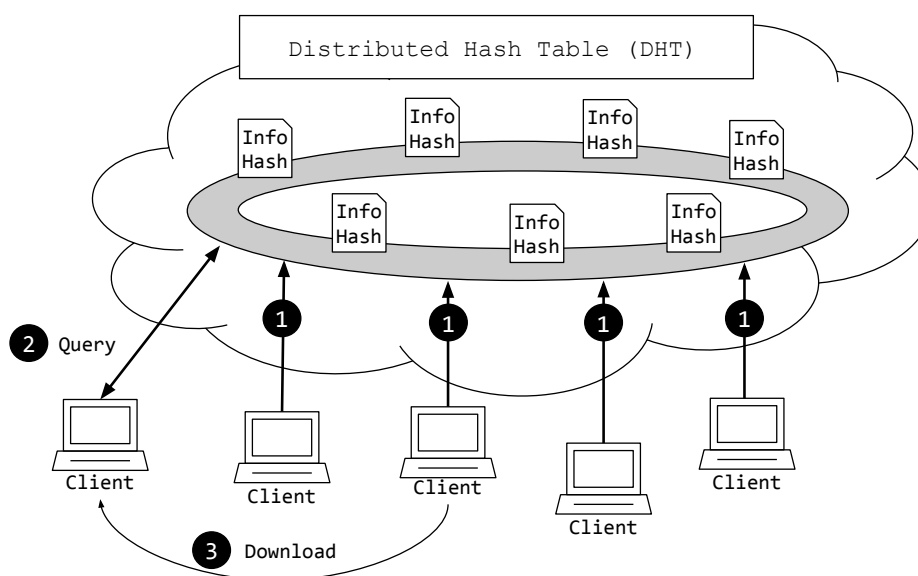 Distributed Hash Table (DHT)
Info
Hash
Info
Hash
Info
Hash
Info
Hash
Info
Hash
Info
Hash
Info
Hash
1
1
1
1
2 Query
Client
Client
Client
Client
Client
3 Download